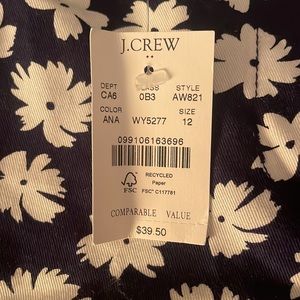 J.CREW
DEPT CLASS STYLE
CA6 0B3 AW821
COLOR SIZE
ANA WY5277 12
099106163696
RECYCLED
Paper
FSC FSC® C117781
COMPARABLE VALUE
$39.50